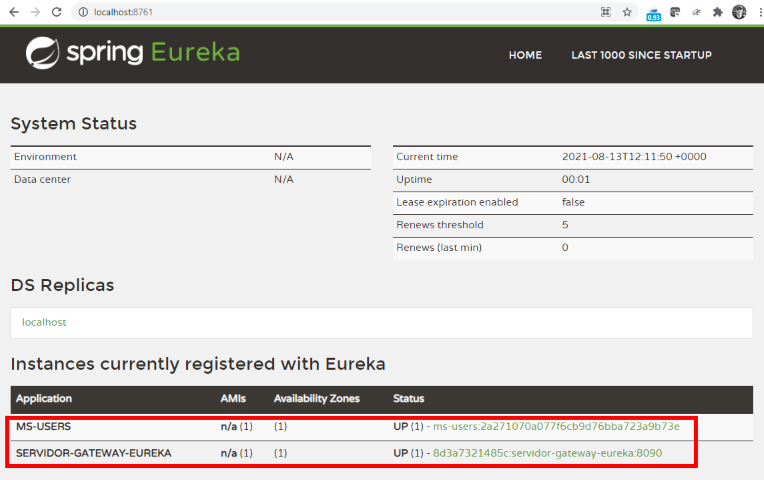 localhost:8761
0.93
spring Eureka
HOME LAST 1000 SINCE STARTUP
System Status
Environment N/A
Data center N/A
Current time 2021-08-13T12:11:50 +0000
Uptime 00:01
Lease expiration enabled false
Renews threshold 5
Renews (last min) 0
DS Replicas
localhost
Instances currently registered with Eureka
Application AMIs Availability Zones Status
MS-USERS n/a (1) (1) UP (1) - ms-users:2a271070a077f6cb9d76bba723a9b73e
SERVIDOR-GATEWAY-EUREKA n/a (1) (1) UP (1) - 8d3a7321485c:servidor-gateway-eureka:8090